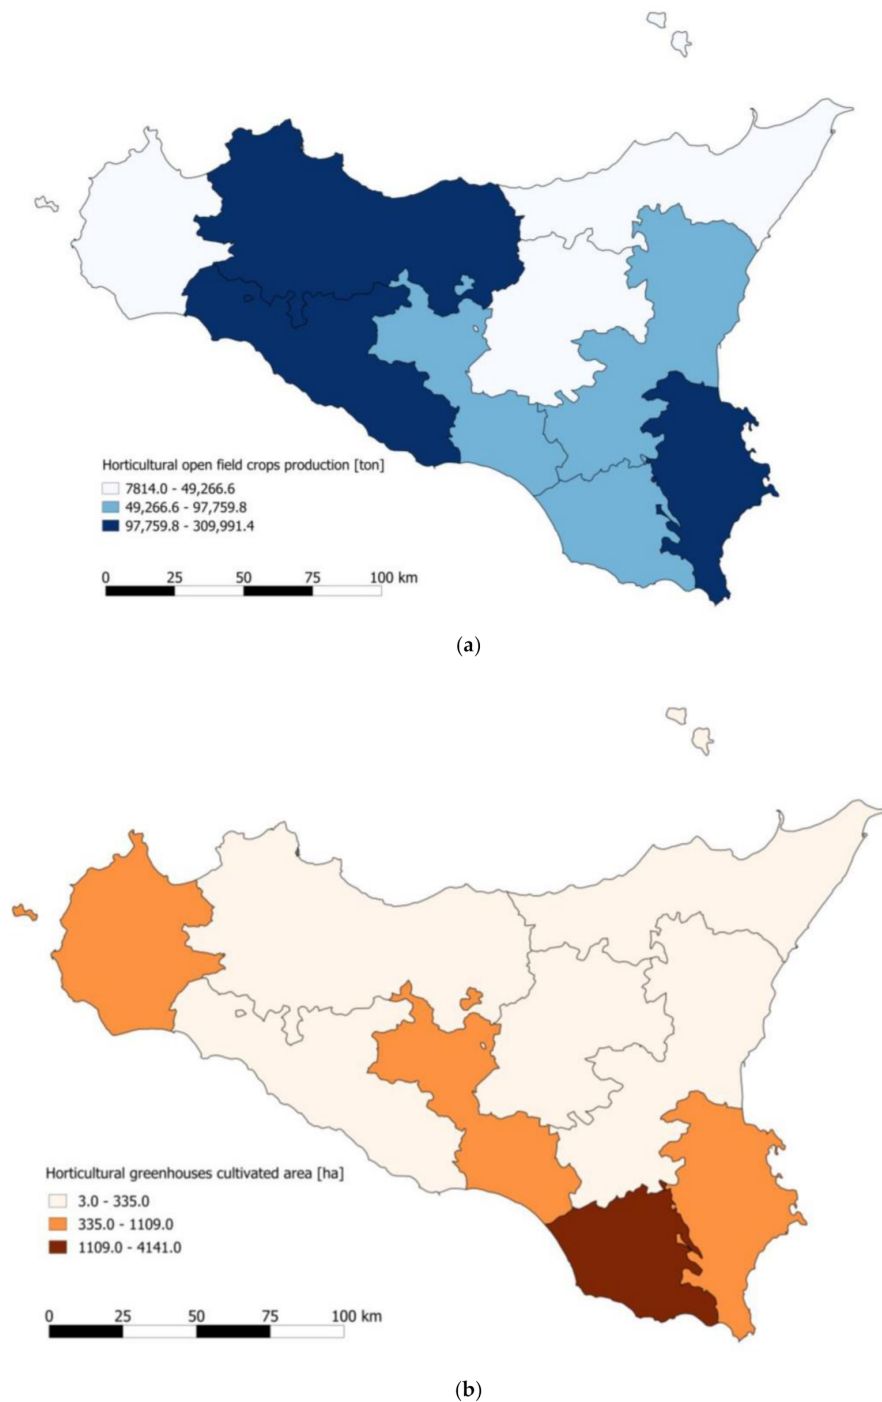 Horticultural open field crops production [ton]
7814.0 - 49,266.6
49,266.6 - 97,759.8
97,759.8 - 309,991.4
0 25 50 75 100 km
(a)
Horticultural greenhouses cultivated area [ha]
3.0 - 335.0
335.0 - 1109.0
1109.0 - 4141.0
0 25 50 75 100 km
(b)